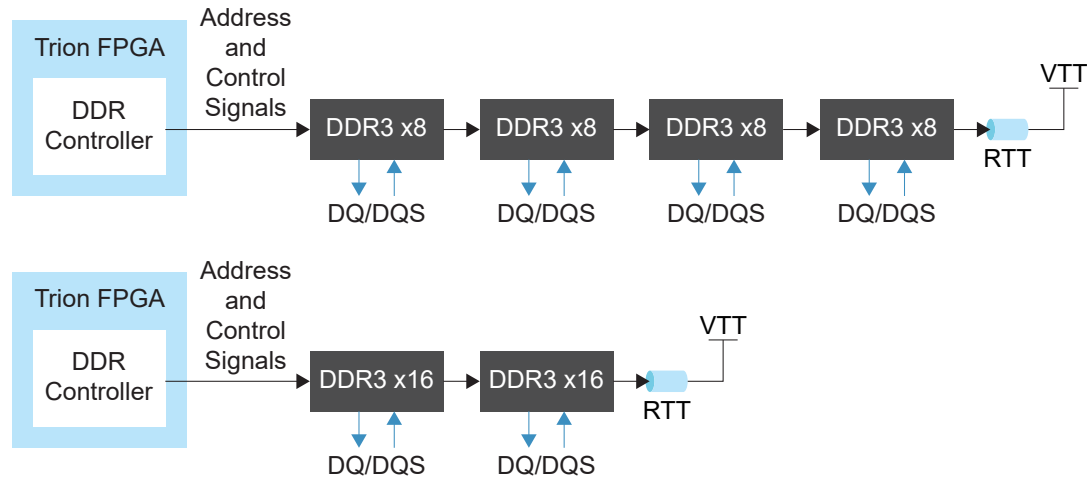 Trion FPGA
DDR
Controller
Address
and
Control
Signals
DDR3 x8
DDR3 x8
DDR3 x8
DDR3 x8
VTT
RTT
DQ/DQS
DQ/DQS
DQ/DQS
DQ/DQS
Trion FPGA
DDR
Controller
Address
and
Control
Signals
DDR3 x16
DDR3 x16
VTT
RTT
DQ/DQS
DQ/DQS